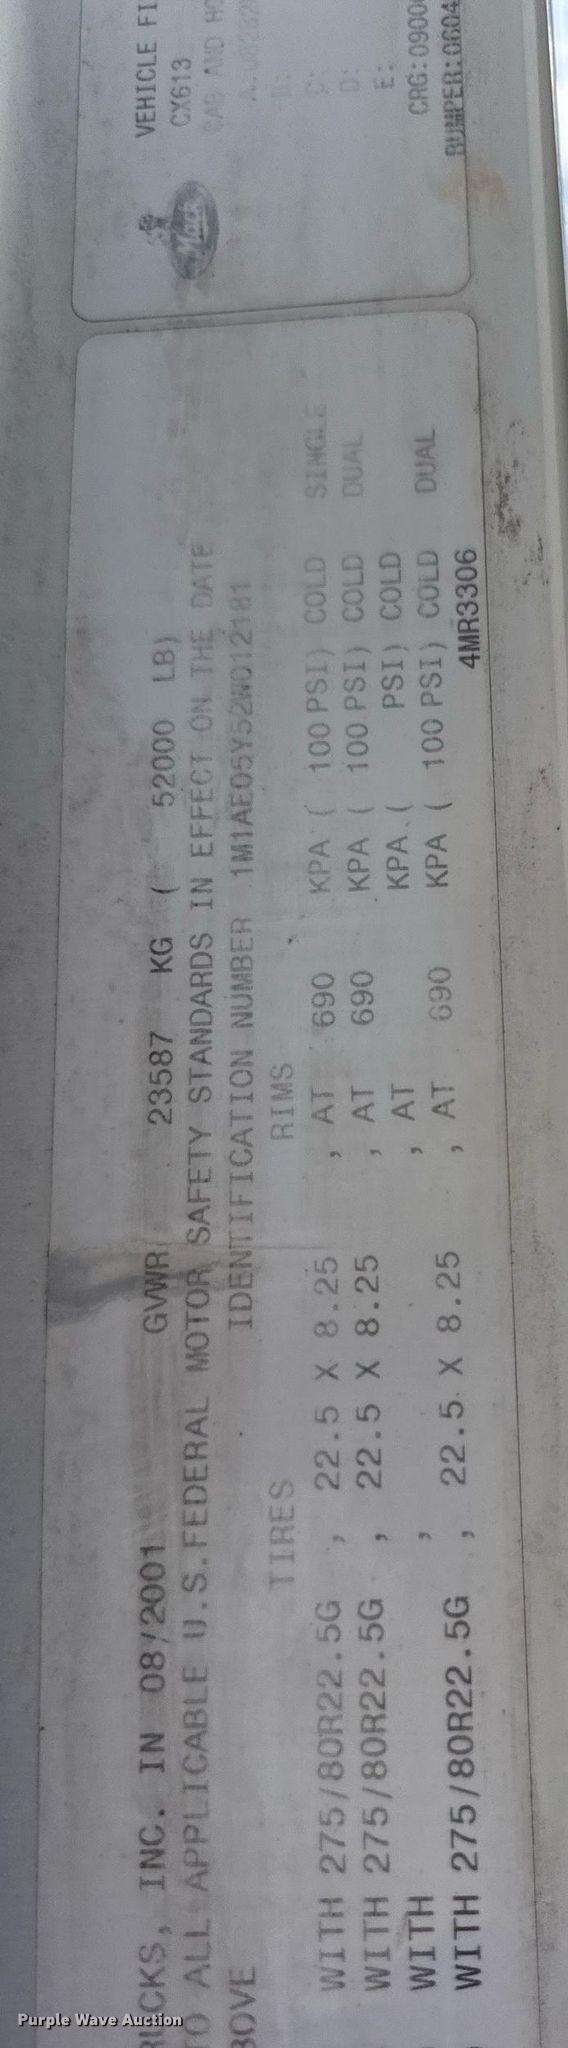 RUCKS, INC. IN 08/2001 GVWR 23587 KG ( 52000 LB)
TO ALL APPLICABLE U.S.FEDERAL MOTOR SAFETY STANDARDS IN EFFECT ON THE DATE
BOVE IDENTIFICATION NUMBER 1M1AE05Y52W012181
TIRES RIMS
WITH 275/80R22.5G , 22.5 X 8.25 , AT 690 KPA ( 100 PSI) COLD SINGLE
, WITH 275/80R22.5G , 22.5 X 8.25 , AT 690 KPA ( 100 PSI) COLD DUAL
, WITH , , AT KPA ( PSI) COLD
) WITH 275/80R22.5G , 22.5 X 8.25 , AT 690 KPA ( 100 PSI) COLD DUAL
4MR3306
Mack
VEHICLE FI
CX613
CAB AND HO
B:
C:
D:
E:
CRG:0900
BUMPER:0604
Purple Wave Auction